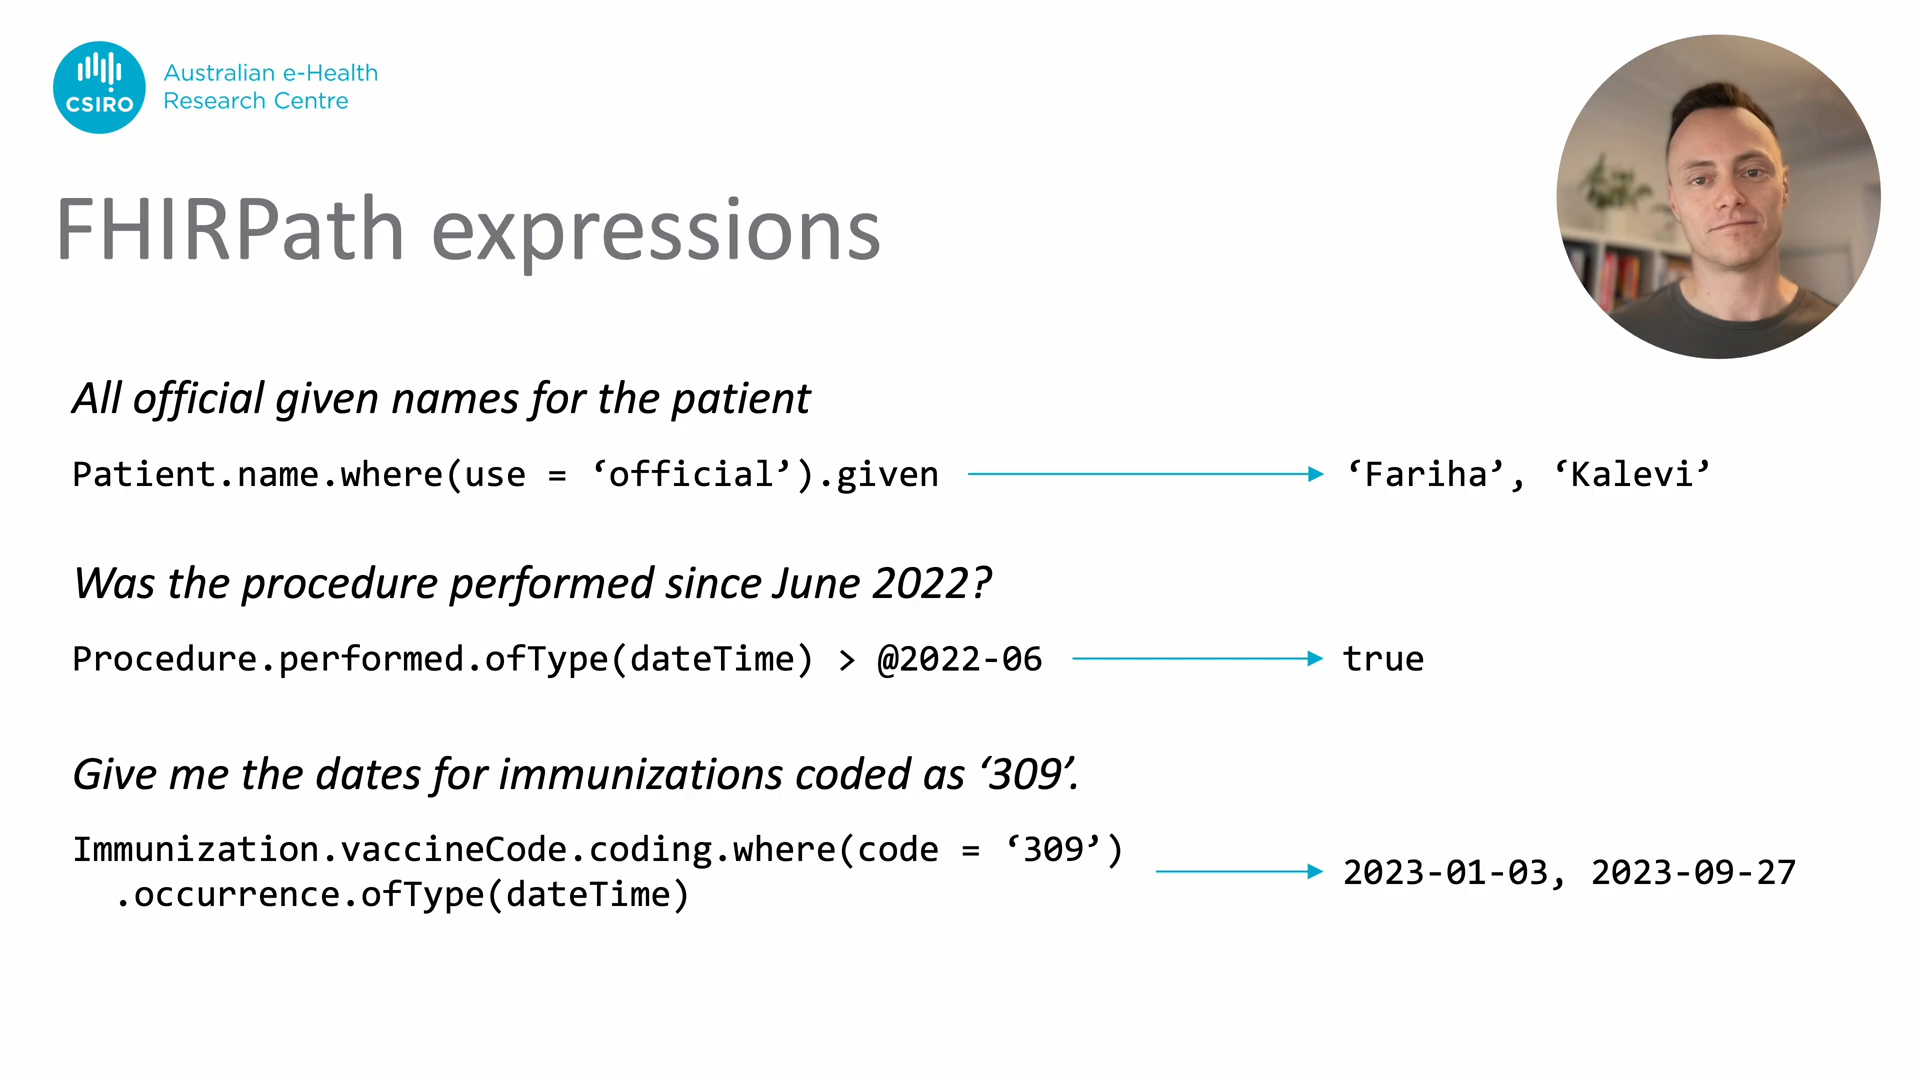 CSIRO
Australian e-Health
Research Centre
FHIRPath expressions
All official given names for the patient
Patient.name.where(use = ‘official’).given
‘Fariha’, ‘Kalevi’
Was the procedure performed since June 2022?
Procedure.performed.ofType(dateTime) > @2022-06
true
Give me the dates for immunizations coded as ‘309’.
Immunization.vaccineCode.coding.where(code = ‘309’)
.occurrence.ofType(dateTime)
2023-01-03, 2023-09-27